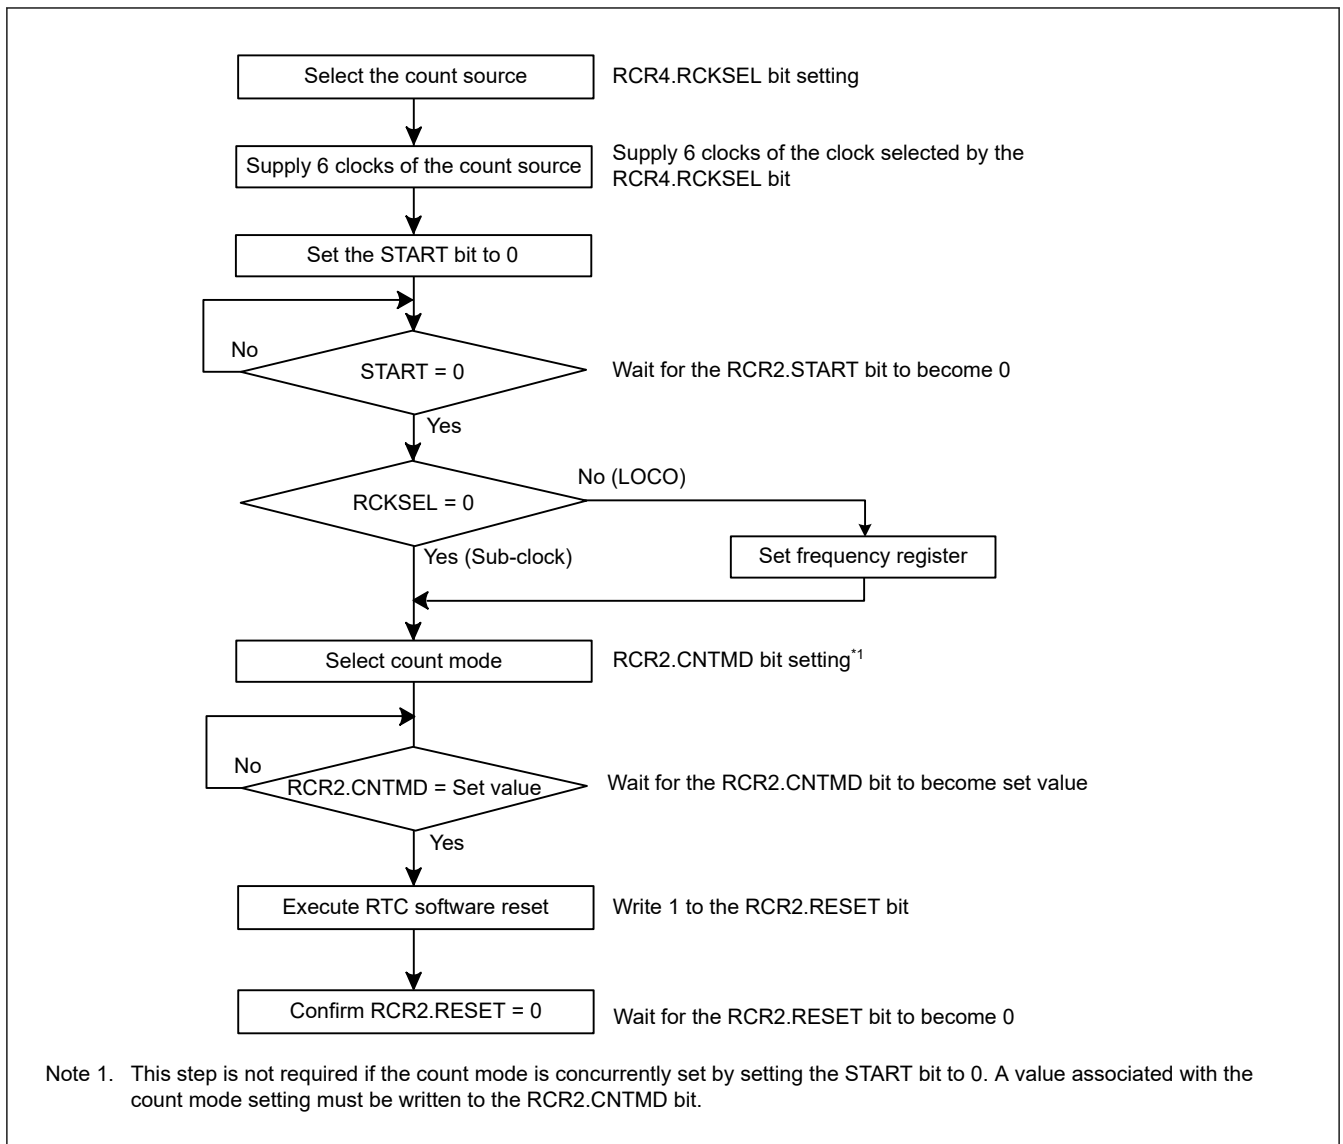 Select the count source
RCR4.RCKSEL bit setting
Supply 6 clocks of the count source
Supply 6 clocks of the clock selected by the
RCR4.RCKSEL bit
Set the START bit to 0
No
START = 0
Wait for the RCR2.START bit to become 0
Yes
No (LOCO)
RCKSEL = 0
Set frequency register
Yes (Sub-clock)
Select count mode
RCR2.CNTMD bit setting*1
No
RCR2.CNTMD = Set value
Wait for the RCR2.CNTMD bit to become set value
Yes
Execute RTC software reset
Write 1 to the RCR2.RESET bit
Confirm RCR2.RESET = 0
Wait for the RCR2.RESET bit to become 0
Note 1. This step is not required if the count mode is concurrently set by setting the START bit to 0. A value associated with the
count mode setting must be written to the RCR2.CNTMD bit.